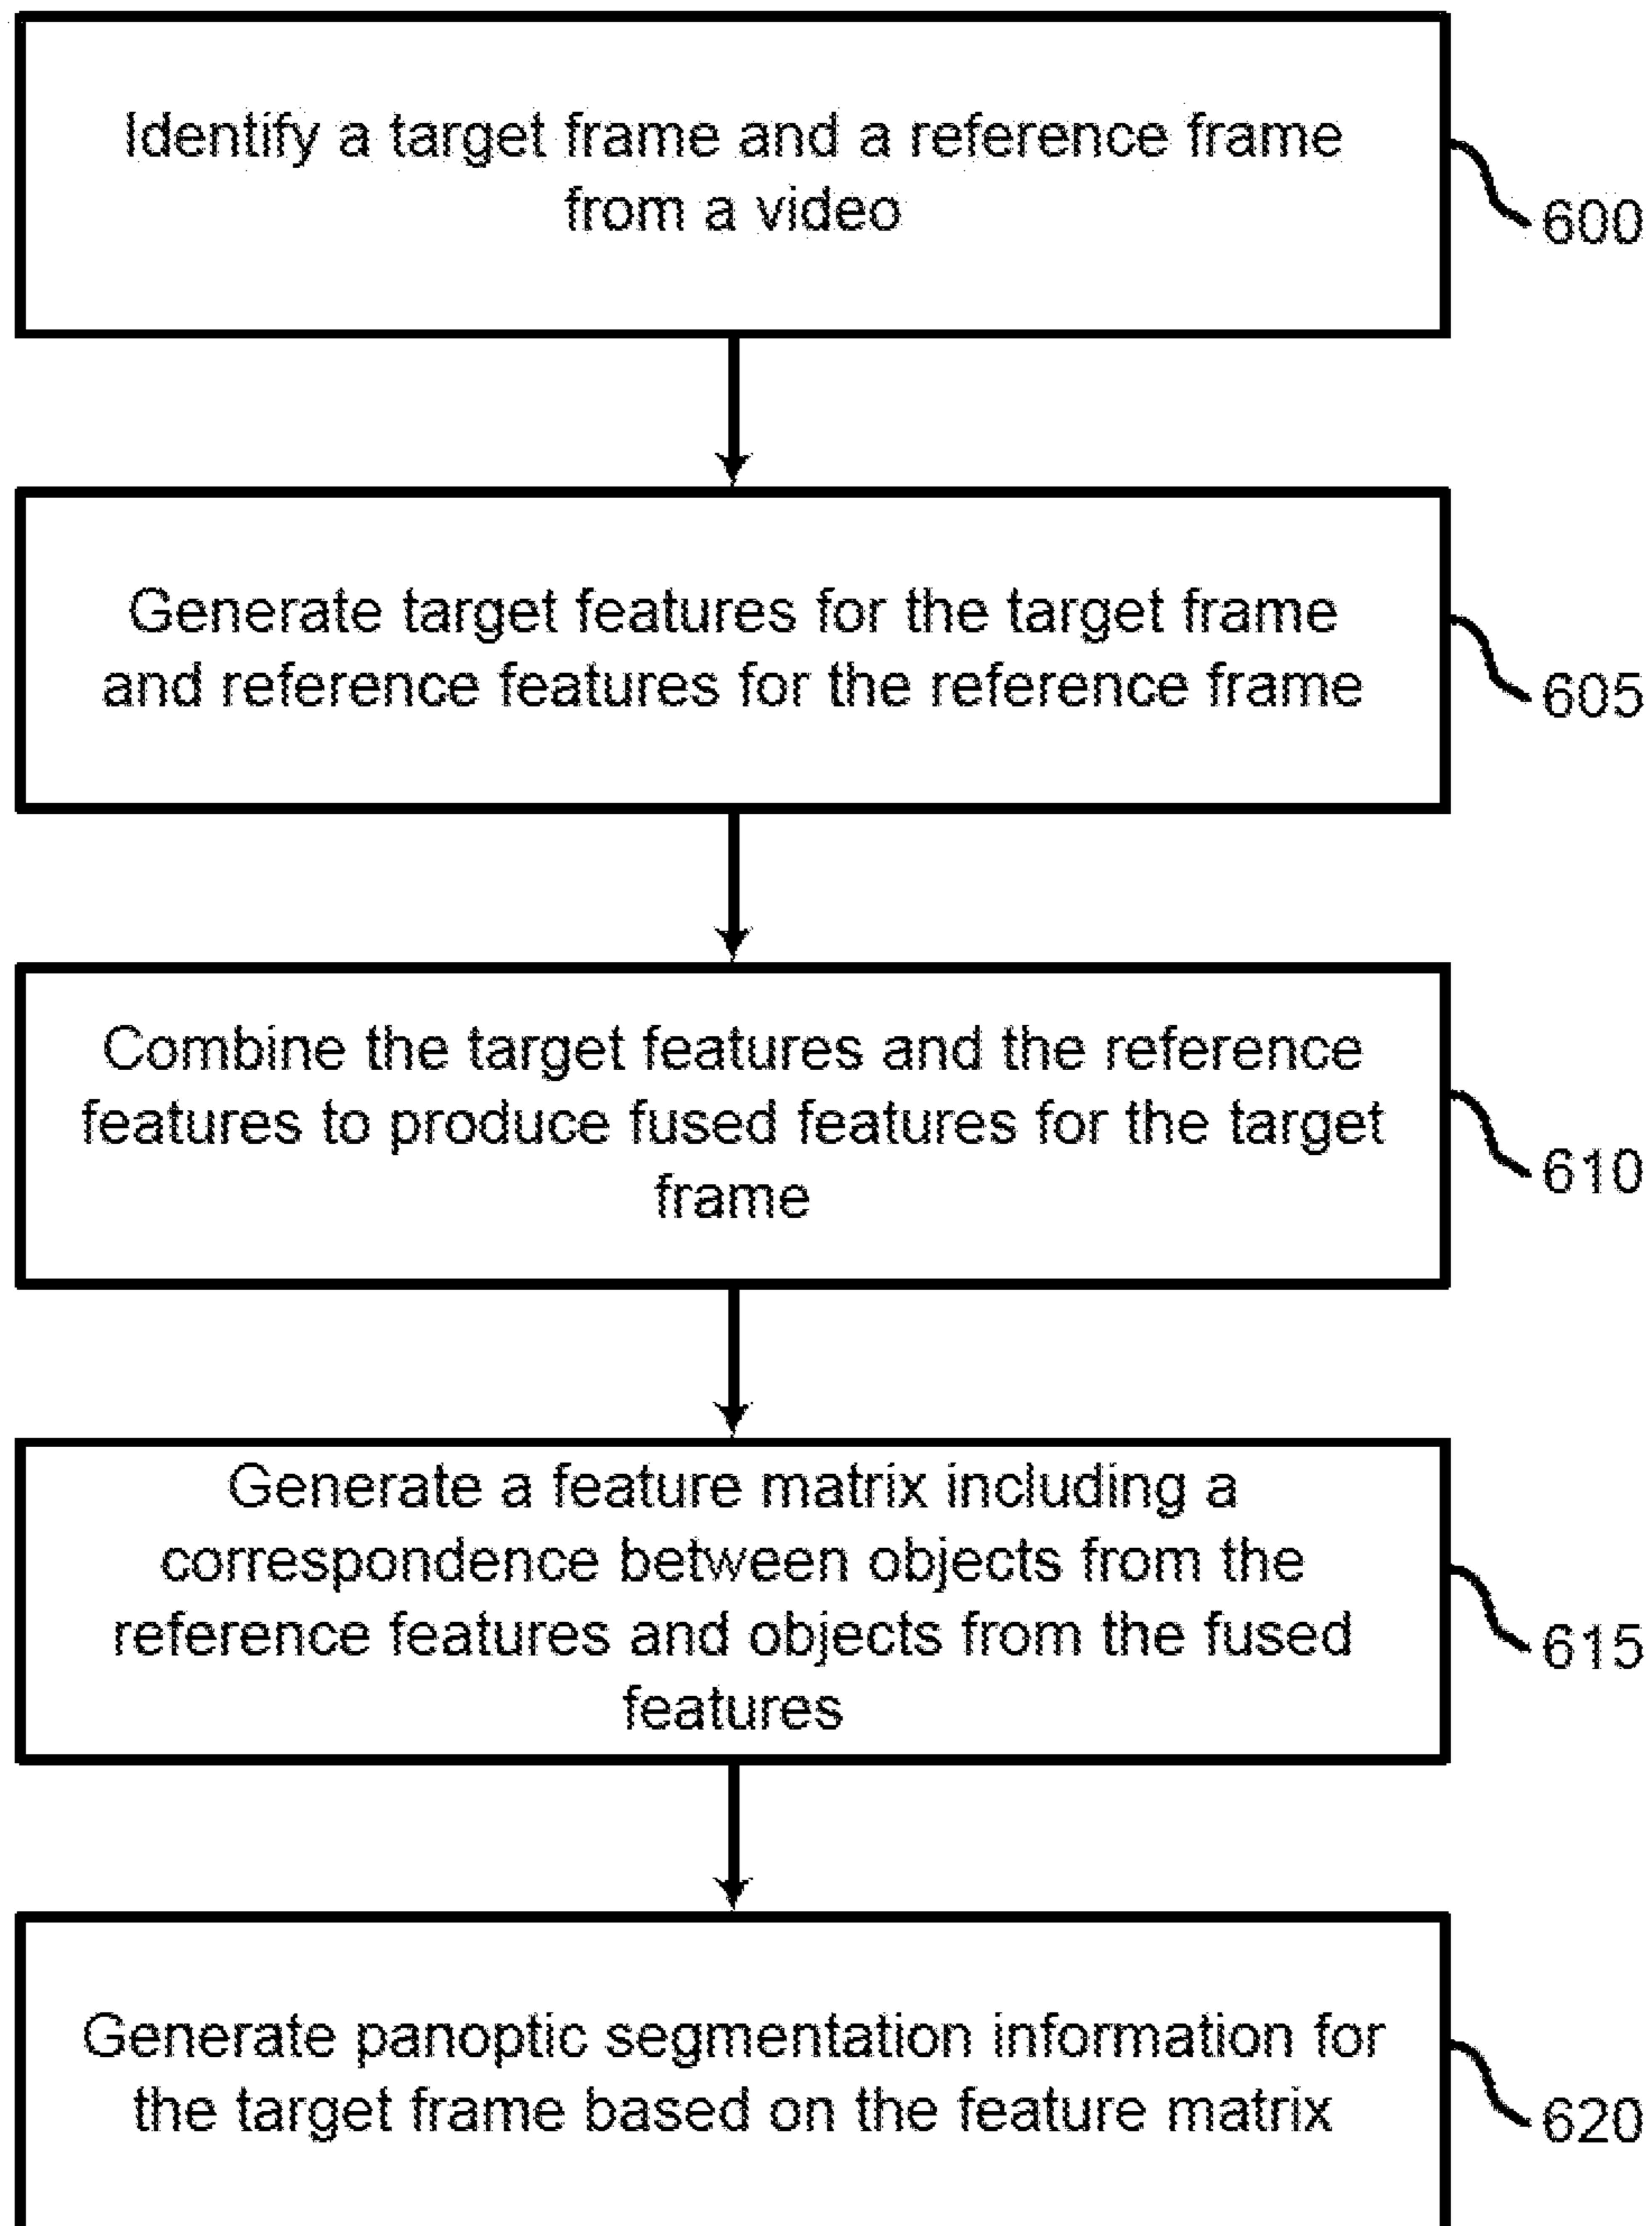 Identify a target frame and a reference frame
from a video
600
Generate target features for the target frame
and reference features for the reference frame
605
Combine the target features and the reference
features to produce fused features for the target
frame
610
Generate a feature matrix including a
correspondence between objects from the
reference features and objects from the fused
features
615
Generate panoptic segmentation information for
the target frame based on the feature matrix
620